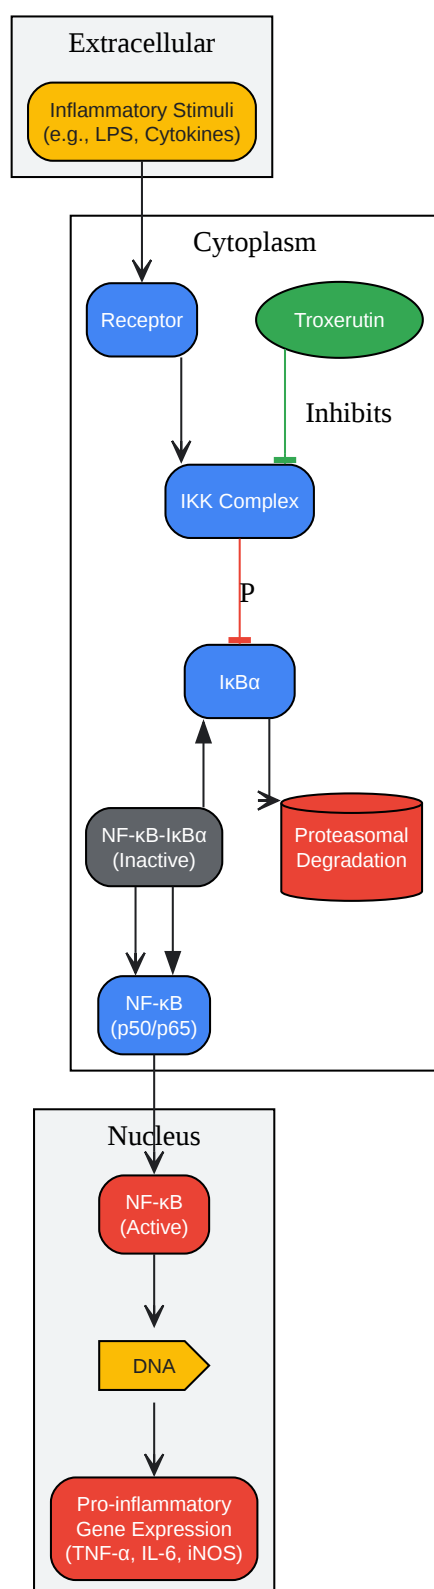 Extracellular
Inflammatory Stimuli
(e.g., LPS, Cytokines)
Cytoplasm
Receptor
Troxerutin
Inhibits
IKK Complex
P
IκBα
NF-κB-IκBα
(Inactive)
Proteasomal
Degradation
NF-κB
(p50/p65)
Nucleus
NF-κB
(Active)
DNA
Pro-inflammatory
Gene Expression
(TNF-α, IL-6, iNOS)